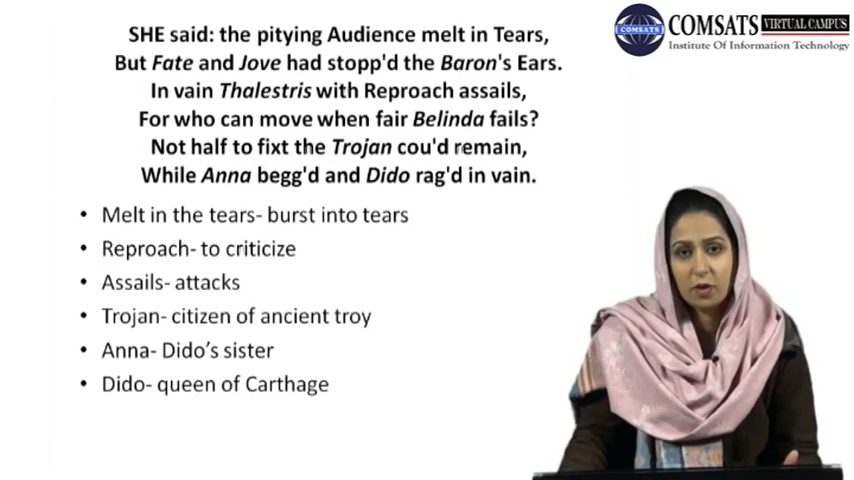 SHE said: the pitying Audience melt in Tears,
But Fate and Jove had stopp'd the Baron's Ears.
In vain Thalestris with Reproach assails,
For who can move when fair Belinda fails?
Not half to fixt the Trojan cou'd remain,
While Anna begg'd and Dido rag'd in vain.
• Melt in the tears- burst into tears
• Reproach- to criticize
• Assails- attacks
• Trojan- citizen of ancient troy
• Anna- Dido's sister
• Dido- queen of Carthage
COMSATS
COMSATS VIRTUAL CAMPUS
Institute Of Information Technology